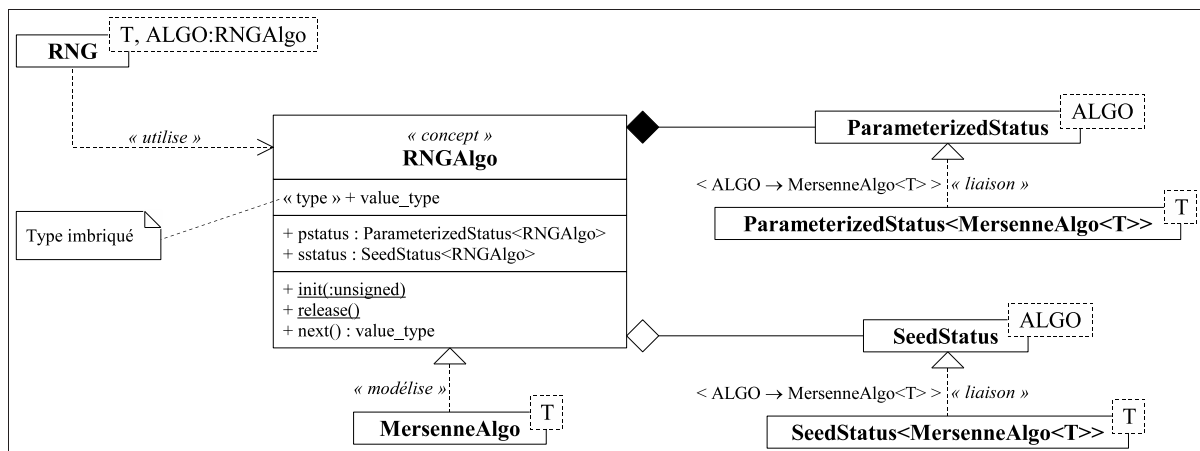 RNG
T, ALGO:RNGAlgo
« utilise »
« concept »
RNGAlgo
« type » + value_type
Type imbriqué
+ pstatus : ParameterizedStatus<RNGAlgo>
+ sstatus : SeedStatus<RNGAlgo>
+ init(:unsigned)
+ release()
+ next() : value_type
« modélise »
T
MersenneAlgo
ALGO
ParameterizedStatus
< ALGO → MersenneAlgo<T> > « liaison »
T
ParameterizedStatus<MersenneAlgo<T>>
ALGO
SeedStatus
< ALGO → MersenneAlgo<T> > « liaison »
T
SeedStatus<MersenneAlgo<T>>